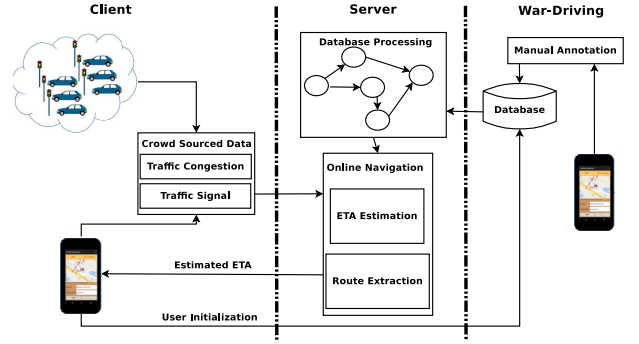 Client
Server
War-Driving
Database Processing
Manual Annotation
Database
Crowd Sourced Data
Traffic Congestion
Traffic Signal
Online Navigation
ETA Estimation
Route Extraction
Estimated ETA
User Initialization